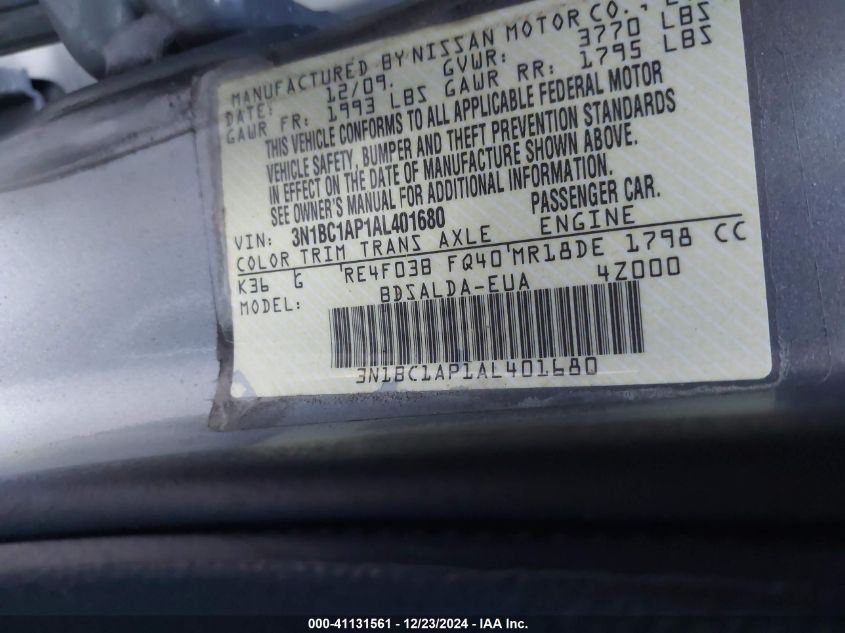 MANUFACTURED BY NISSAN MOTOR CO.,
DATE: 12/09. GVWR: 3770 LBS
GAWR FR: 1993 LBS GAWR RR: 1795 LBS
THIS VEHICLE CONFORMS TO ALL APPLICABLE FEDERAL MOTOR
VEHICLE SAFETY, BUMPER AND THEFT PREVENTION STANDARDS
IN EFFECT ON THE DATE OF MANUFACTURE SHOWN ABOVE.
SEE OWNER'S MANUAL FOR ADDITIONAL INFORMATION.
VIN: 3N1BC1AP1AL401680 PASSENGER CAR.
COLOR TRIM TRANS AXLE ENGINE
K36 G RE4F03B FQ40 MR18DE 1798 CC
MODEL: BDSALDA-EUA 4Z000
3N1BC1AP1AL401680
000-41131561 / 12/23/2024 - IAA, Inc.